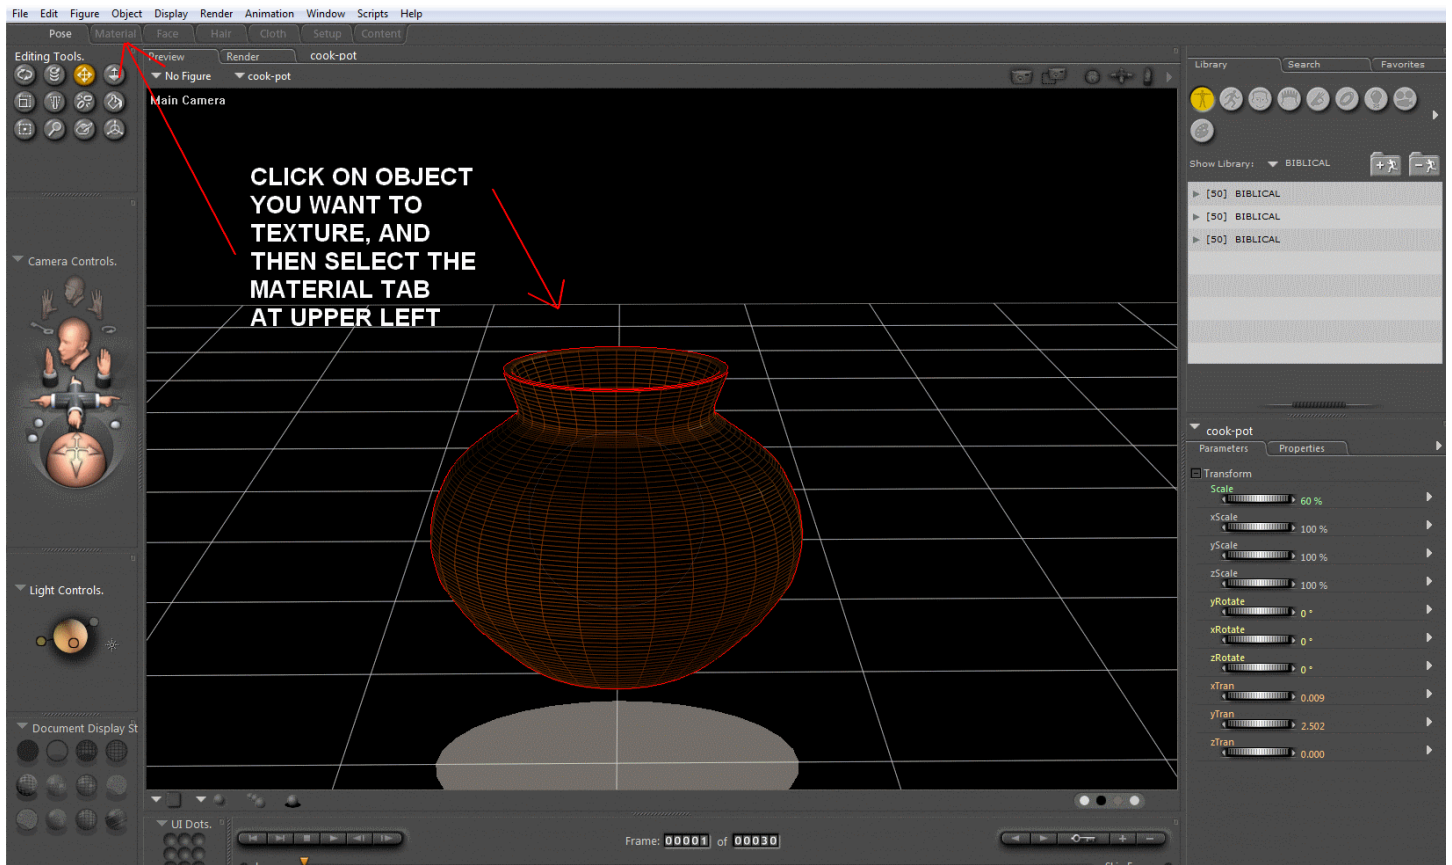 File Edit Figure Object Display Render Animation Window Scripts Help
Pose Material Face Hair Cloth Setup Content
Editing Tools.
Preview Render cook-pot
No Figure cook-pot
Main Camera
CLICK ON OBJECT
YOU WANT TO
TEXTURE, AND
THEN SELECT THE
MATERIAL TAB
AT UPPER LEFT
Camera Controls.
Light Controls.
Document Display St
UI Dots.
Frame: 00001 of 00030
Library Search Favorites
Show Library: BIBLICAL
[50] BIBLICAL
[50] BIBLICAL
[50] BIBLICAL
cook-pot
Parameters Properties
Transform
Scale
60 %
xScale
100 %
yScale
100 %
zScale
100 %
yRotate
0 °
xRotate
0 °
zRotate
0 °
xTran
0.009
yTran
2.502
zTran
0.000